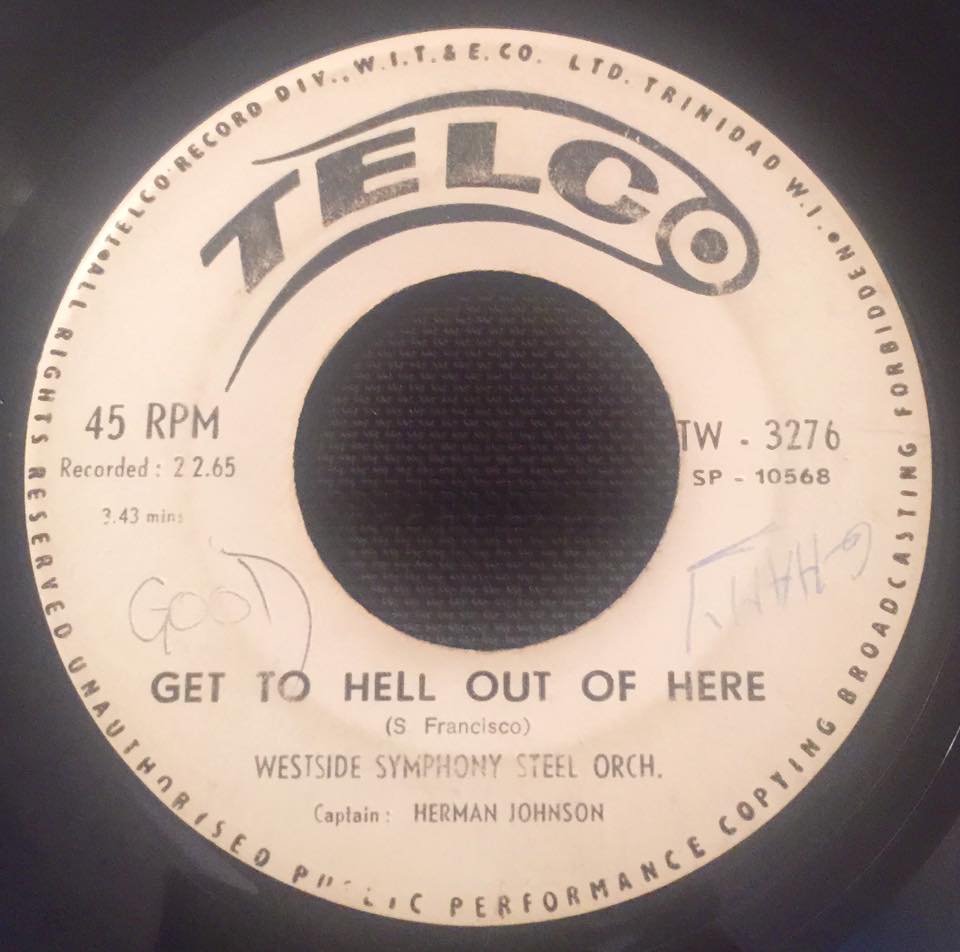 ALL RIGHTS RESERVED UNAUTHORISED PUBLIC PERFORMANCE COPYING BROADCASTING FORBIDDEN
TELCO RECORD DIV., W.I.T. & E. CO. LTD. TRINIDAD W.I.
TELCO
45 RPM
Recorded : 2 2.65
3.43 mins
TW - 3276
SP - 10568
GOOD
GET TO HELL OUT OF HERE
(S Francisco)
WESTSIDE SYMPHONY STEEL ORCH.
Captain : HERMAN JOHNSON